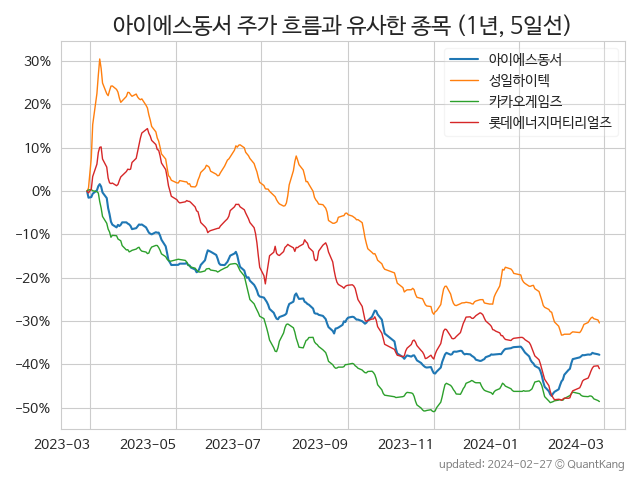 아이에스동서 주가 흐름과 유사한 종목 (1년, 5일선)
아이에스동서
성일하이텍
카카오게임즈
롯데에너지머티리얼즈
30%
20%
10%
0%
−10%
−20%
−30%
−40%
−50%
2023-03 2023-05 2023-07 2023-09 2023-11 2024-01 2024-03
updated: 2024-02-27 © QuantKang